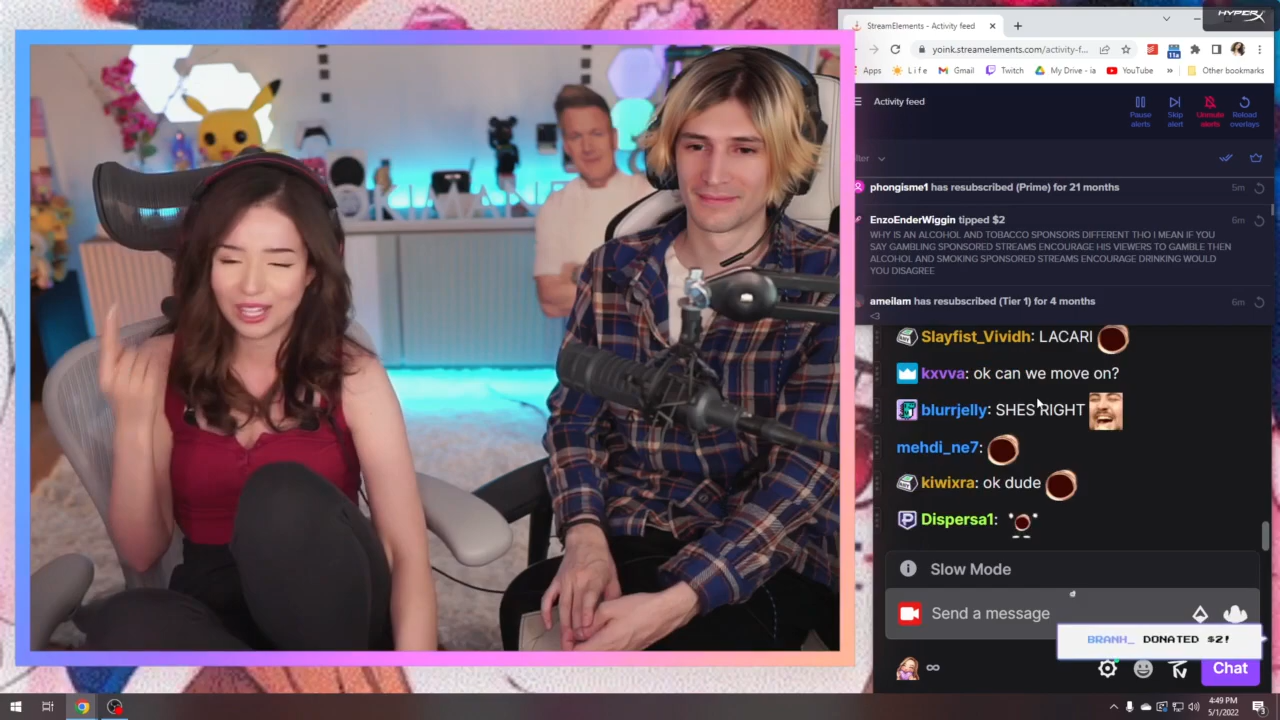 HYPERX
StreamElements - Activity feed
yoink.streamelements.com/activity-f...
11a
Apps
Life
Gmail
Twitch
My Drive - ia
YouTube
»
Other bookmarks
Activity feed
Pause alerts
Skip alert
Unmute alerts
Reload overlays
phongisme1 has resubscribed (Prime) for 21 months
5m
EnzoEnderWiggin tipped $2
6m
WHY IS AN ALCOHOL AND TOBACCO SPONSORS DIFFERENT THO I MEAN IF YOU
SAY GAMBLING SPONSORED STREAMS ENCOURAGE HIS VIEWERS TO GAMBLE THEN
ALCOHOL AND SMOKING SPONSORED STREAMS ENCOURAGE DRINKING WOULD
YOU DISAGREE
ameilam has resubscribed (Tier 1) for 4 months
6m
<3
Slayfist_Vividh: LACARI
kxvva: ok can we move on?
blurrjelly: SHES RIGHT
mehdi_ne7:
kiwixra: ok dude
Dispersa1:
Slow Mode
Send a message
BRANH_ DONATED $2!
∞
Chat
4:49 PM
5/1/2022
3